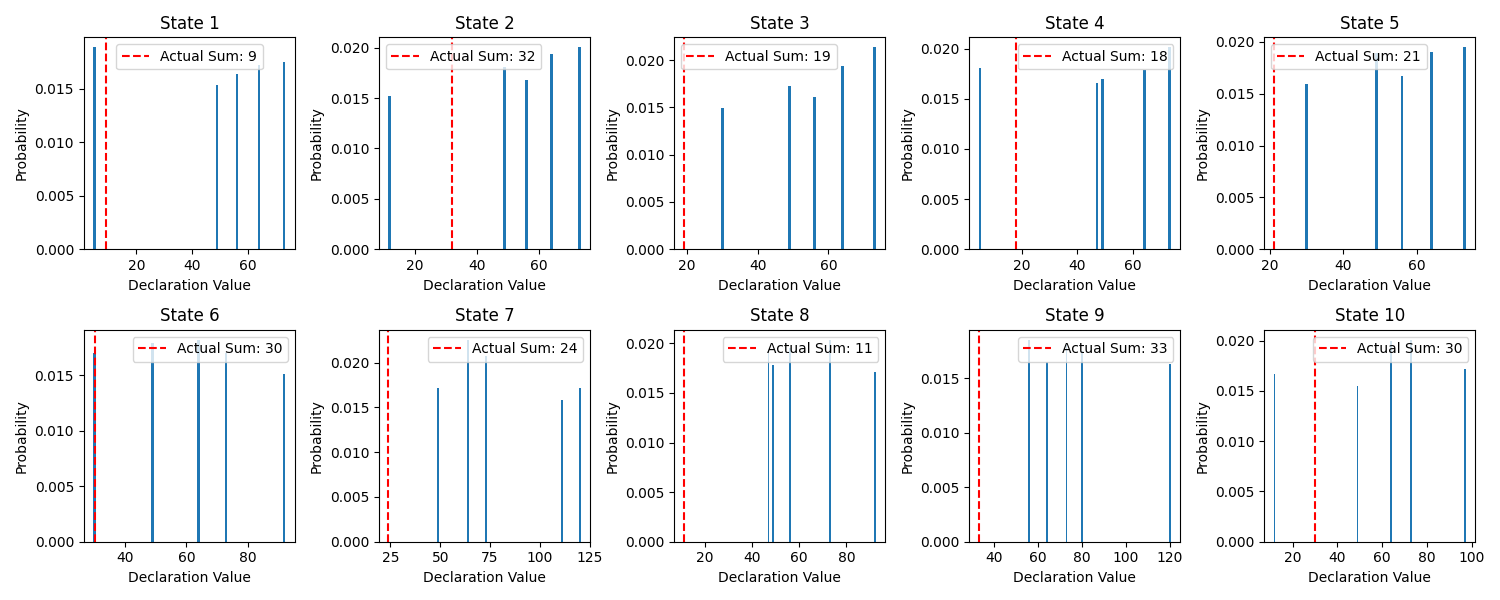 State 1
Actual Sum: 9
Probability
0.015
0.010
0.005
0.000
20 40 60
Declaration Value
State 2
Actual Sum: 32
Probability
0.020
0.015
0.010
0.005
0.000
20 40 60
Declaration Value
State 3
Actual Sum: 19
Probability
0.020
0.015
0.010
0.005
0.000
20 40 60
Declaration Value
State 4
Actual Sum: 18
Probability
0.020
0.015
0.010
0.005
0.000
20 40 60
Declaration Value
State 5
Actual Sum: 21
Probability
0.020
0.015
0.010
0.005
0.000
20 40 60
Declaration Value
State 6
Actual Sum: 30
Probability
0.015
0.010
0.005
0.000
40 60 80
Declaration Value
State 7
Actual Sum: 24
Probability
0.020
0.015
0.010
0.005
0.000
25 50 75 100 125
Declaration Value
State 8
Actual Sum: 11
Probability
0.020
0.015
0.010
0.005
0.000
20 40 60 80
Declaration Value
State 9
Actual Sum: 33
Probability
0.015
0.010
0.005
0.000
40 60 80 100 120
Declaration Value
State 10
Actual Sum: 30
Probability
0.020
0.015
0.010
0.005
0.000
20 40 60 80 100
Declaration Value